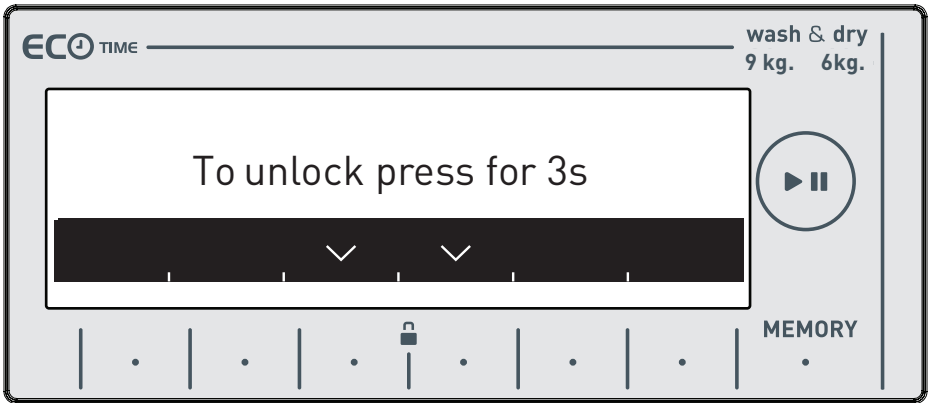 ECO TIME
wash & dry
9 kg. 6kg.
To unlock press for 3s
MEMORY